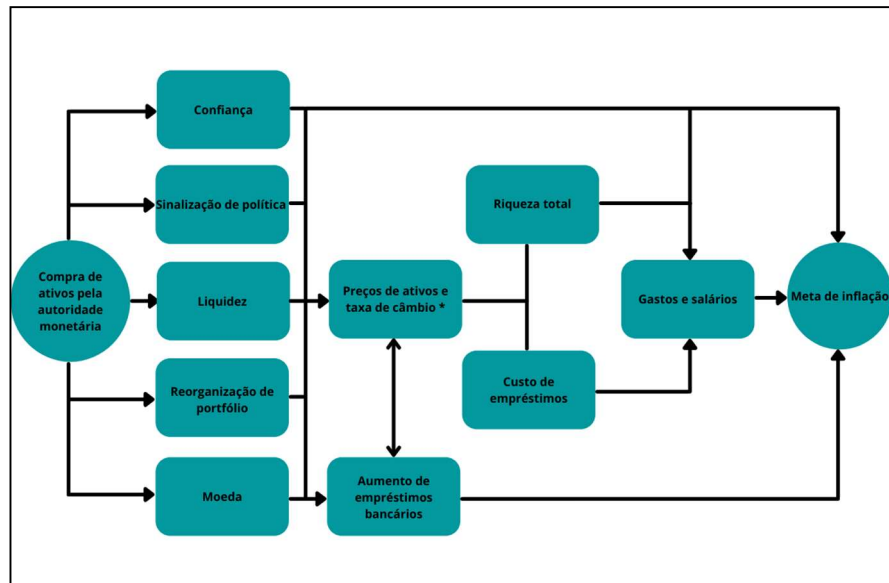 Confiança
Sinalização de política
Riqueza total
Compra de
ativos pela
autoridade
monetária
Liquidez
Preços de ativos e
taxa de câmbio *
Gastos e salários
Meta de inflação
Reorganização de
portfólio
Custo de
empréstimos
Moeda
Aumento de
empréstimos
bancários